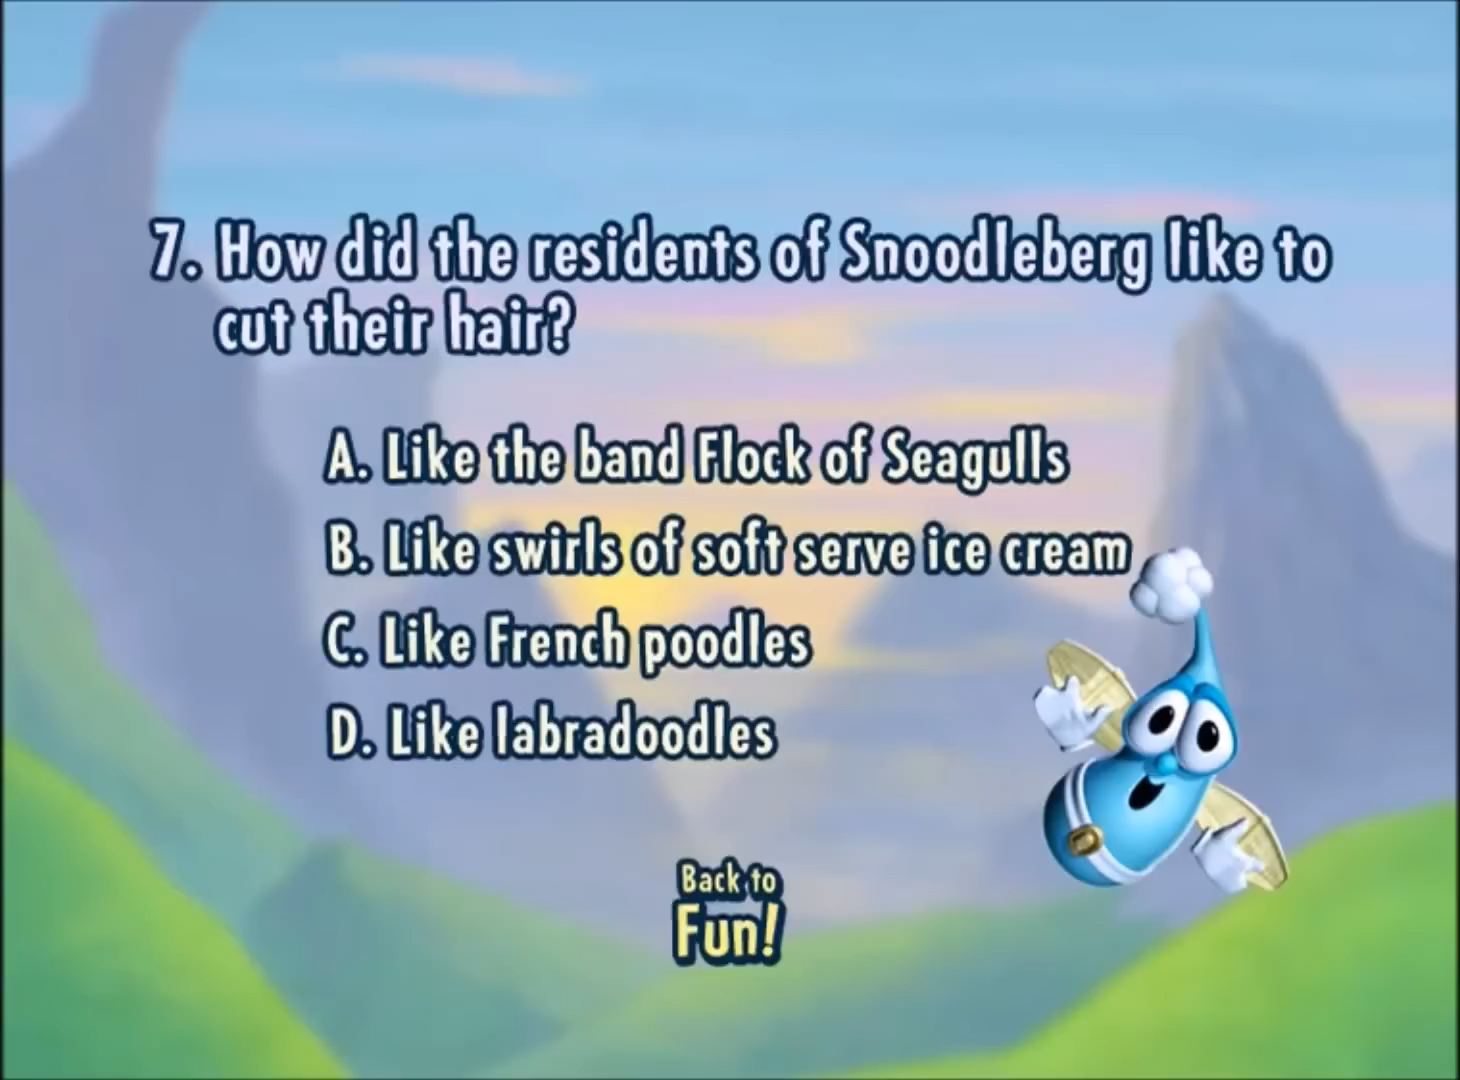 7. How did the residents of Snoodleberg like to
cut their hair?
A. Like the band Flock of Seagulls
B. Like swirls of soft serve ice cream
C. Like French poodles
D. Like labradoodles
Back to
Fun!